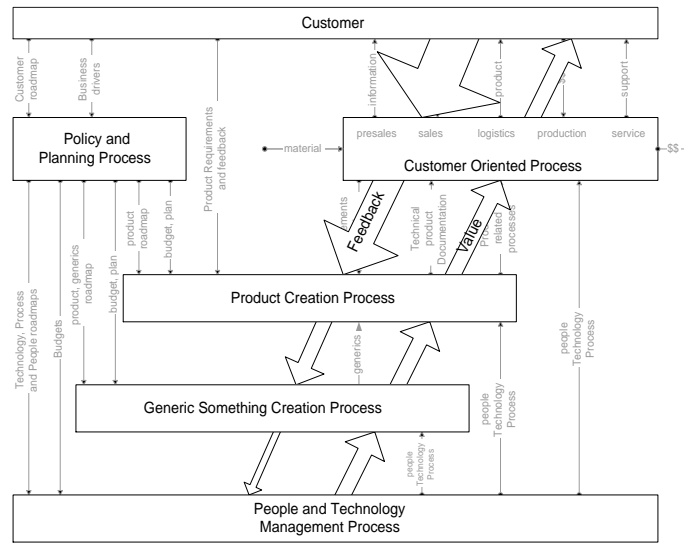 Customer
Customer
roadmap
Business
drivers
Product Requirements
and feedback
information
product
$$
support
Policy and
Planning Process
material
presales sales logistics production service
Customer Oriented Process
$$
Technology, Process
and People roadmaps
Budgets
product, generics
roadmap
budget, plan
product
roadmap
budget, plan
Feedback
Technical
product
Documentation
Value
related
processes
people
Technology
Process
Product Creation Process
generics
people
Technology
Process
Generic Something Creation Process
people
Technology
Process
People and Technology
Management Process